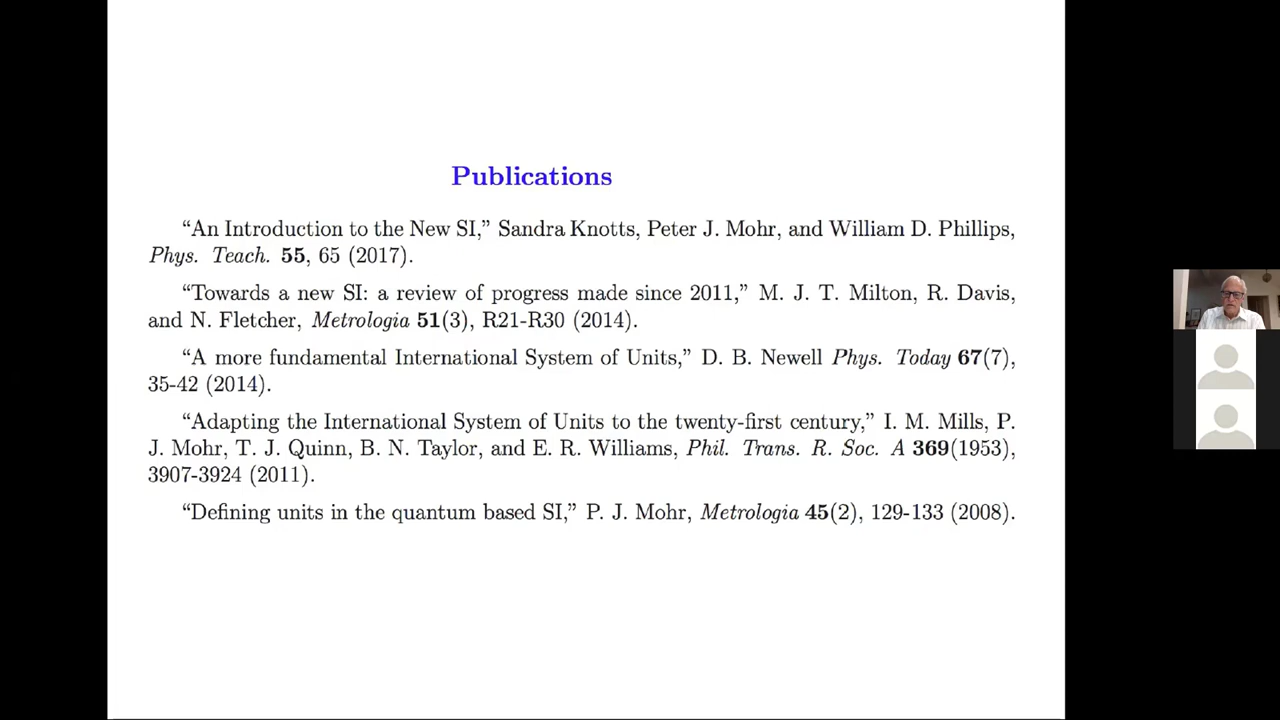 Publications
“An Introduction to the New SI,” Sandra Knotts, Peter J. Mohr, and William D. Phillips,
Phys. Teach. 55, 65 (2017).
“Towards a new SI: a review of progress made since 2011,” M. J. T. Milton, R. Davis,
and N. Fletcher, Metrologia 51(3), R21-R30 (2014).
“A more fundamental International System of Units,” D. B. Newell Phys. Today 67(7),
35-42 (2014).
“Adapting the International System of Units to the twenty-first century,” I. M. Mills, P.
J. Mohr, T. J. Quinn, B. N. Taylor, and E. R. Williams, Phil. Trans. R. Soc. A 369(1953),
3907-3924 (2011).
“Defining units in the quantum based SI,” P. J. Mohr, Metrologia 45(2), 129-133 (2008).